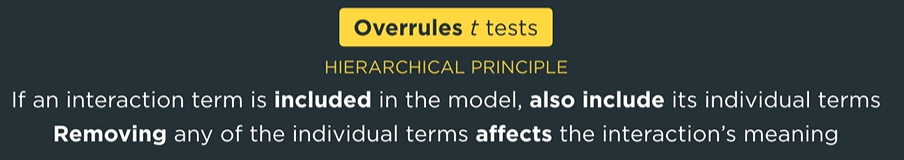 Overrules t tests
HIERARCHICAL PRINCIPLE
If an interaction term is included in the model, also include its individual terms
Removing any of the individual terms affects the interaction's meaning